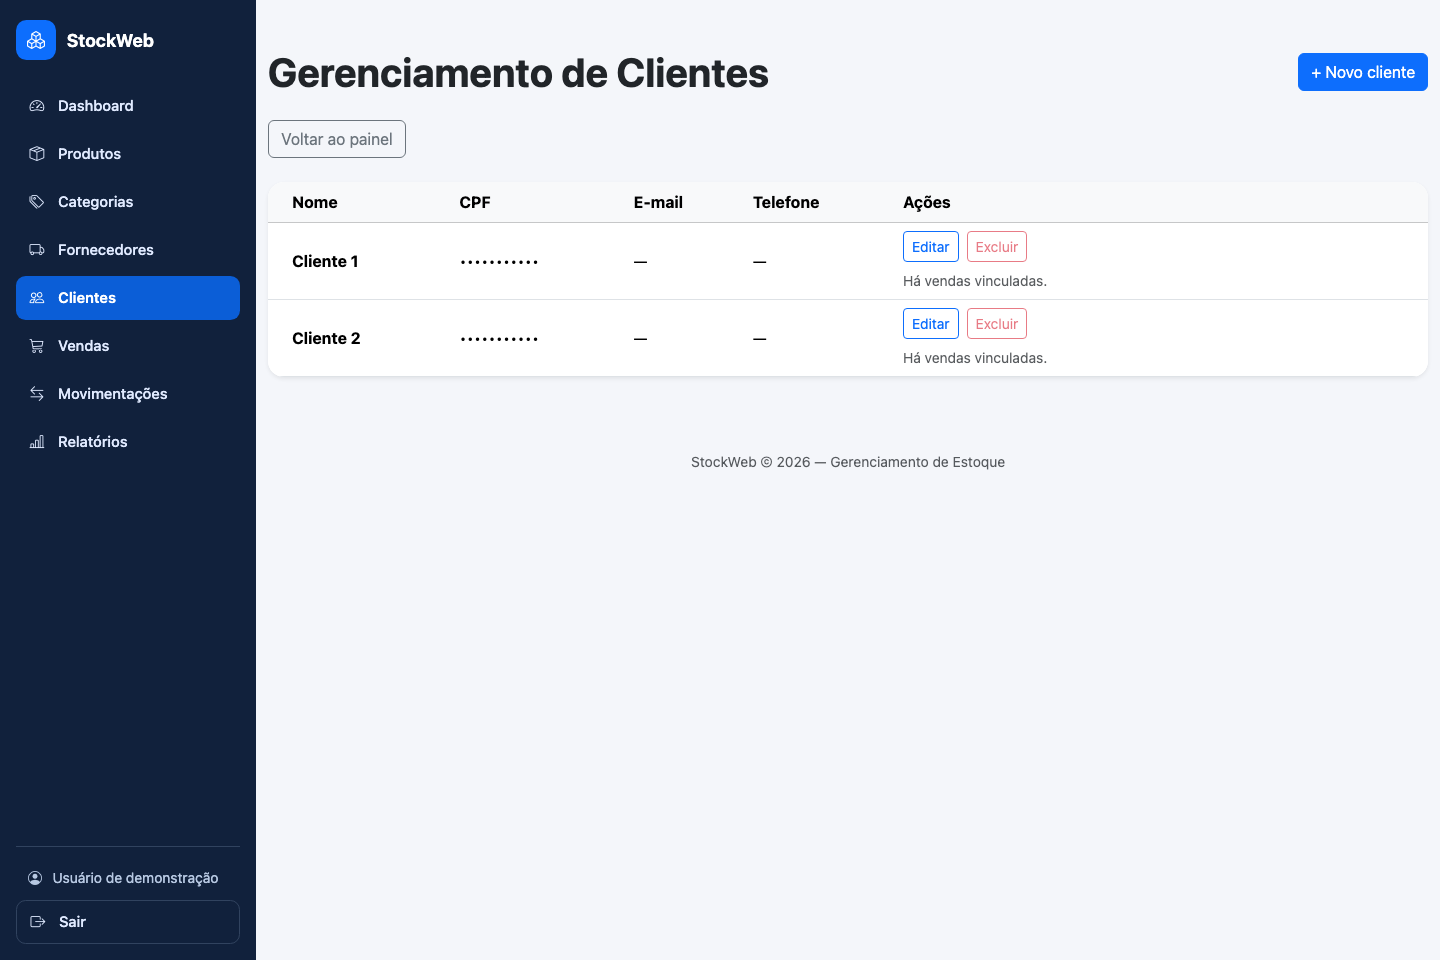 StockWeb
Dashboard
Produtos
Categorias
Fornecedores
Clientes
Vendas
Movimentações
Relatórios
Usuário de demonstração
Sair
Gerenciamento de Clientes
+ Novo cliente
Voltar ao painel
Nome CPF E-mail Telefone Ações
Cliente 1 ••••••••••• — — Editar Excluir
Há vendas vinculadas.
Cliente 2 ••••••••••• — — Editar Excluir
Há vendas vinculadas.
StockWeb © 2026 — Gerenciamento de Estoque